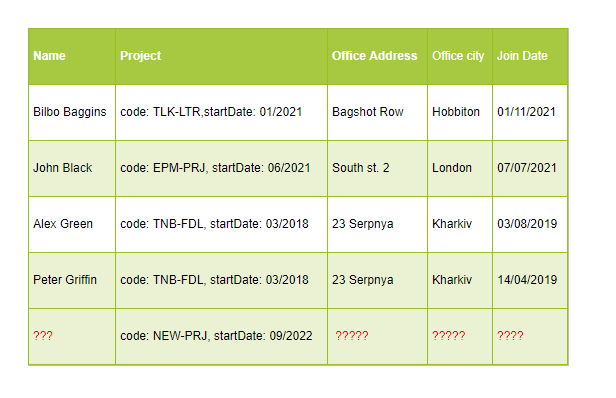 Name Project Office Address Office city Join Date
Bilbo Baggins code: TLK-LTR,startDate: 01/2021 Bagshot Row Hobbiton 01/11/2021
John Black code: EPM-PRJ, startDate: 06/2021 South st. 2 London 07/07/2021
Alex Green code: TNB-FDL, startDate: 03/2018 23 Serpnya Kharkiv 03/08/2019
Peter Griffin code: TNB-FDL, startDate: 03/2018 23 Serpnya Kharkiv 14/04/2019
??? code: NEW-PRJ, startDate: 09/2022 ????? ????? ????